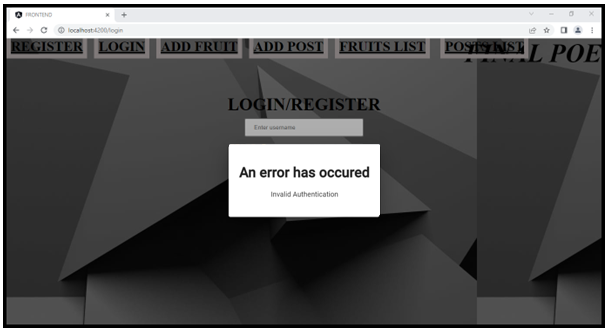 FRONTEND
localhost:4200/login
REGISTER LOGIN ADD FRUIT ADD POST FRUITS LIST POSTS LIST
FINAL POE
LOGIN/REGISTER
Enter username
An error has occured
Invalid Authentication